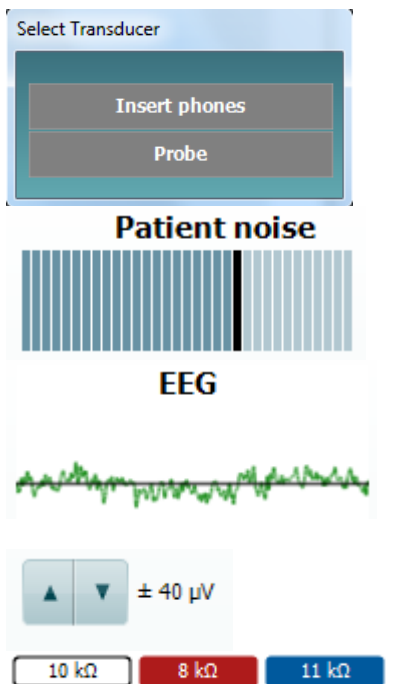 Select Transducer
Insert phones
Probe
Patient noise
EEG
± 40 µV
10 kΩ 8 kΩ 11 kΩ